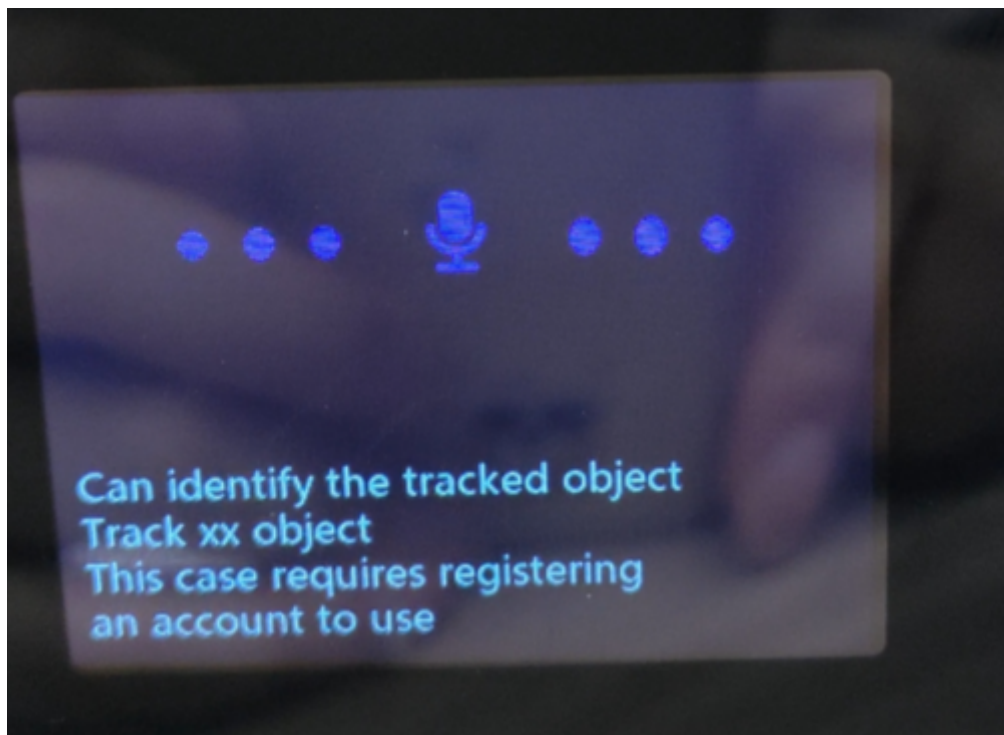 Can identify the tracked object
Track xx object
This case requires registering
an account to use